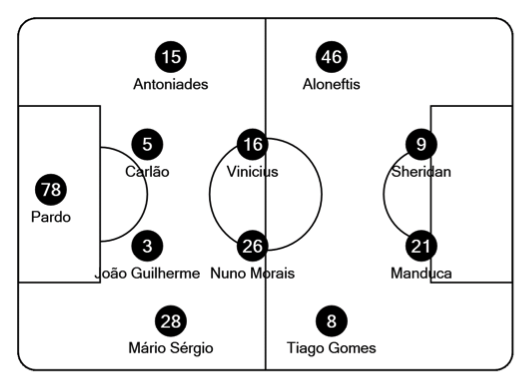 15
Antoniades
46
Aloneftis
5
Carlão
16
Vinicius
9
Sheridan
78
Pardo
3
João Guilherme
26
Nuno Morais
21
Manduca
28
Mário Sérgio
8
Tiago Gomes